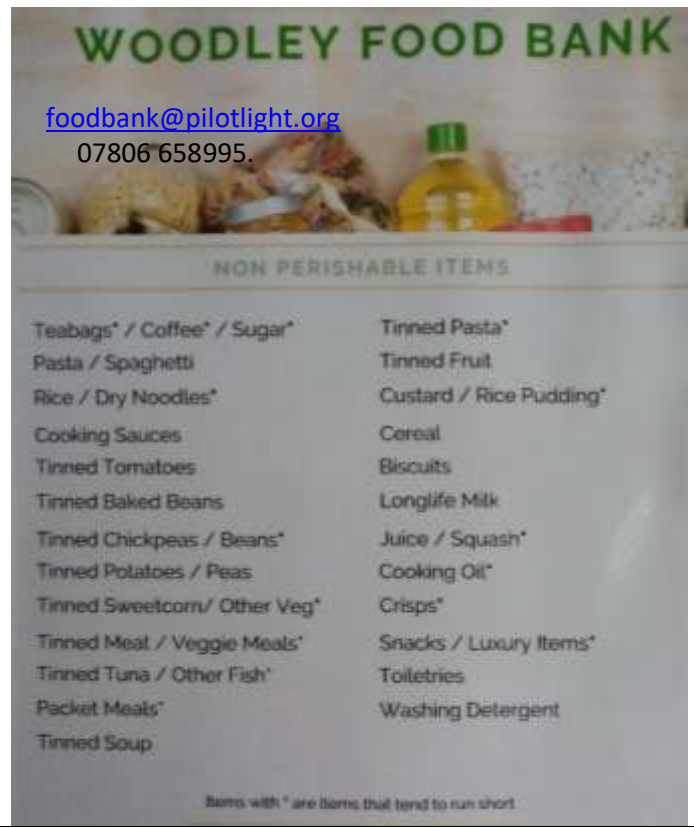 WOODLEY FOOD BANK
foodbank@pilotlight.org
07806 658995.
NON PERISHABLE ITEMS
Teabags* / Coffee* / Sugar*
Pasta / Spaghetti
Rice / Dry Noodles*
Cooking Sauces
Tinned Tomatoes
Tinned Baked Beans
Tinned Chickpeas / Beans*
Tinned Potatoes / Peas
Tinned Sweetcorn/ Other Veg*
Tinned Meat / Veggie Meals*
Tinned Tuna / Other Fish*
Packet Meals*
Tinned Soup
Tinned Pasta*
Tinned Fruit
Custard / Rice Pudding*
Cereal
Biscuits
Longlife Milk
Juice / Squash*
Cooking Oil*
Crisps*
Snacks / Luxury Items*
Toiletries
Washing Detergent
Items with * are items that tend to run short